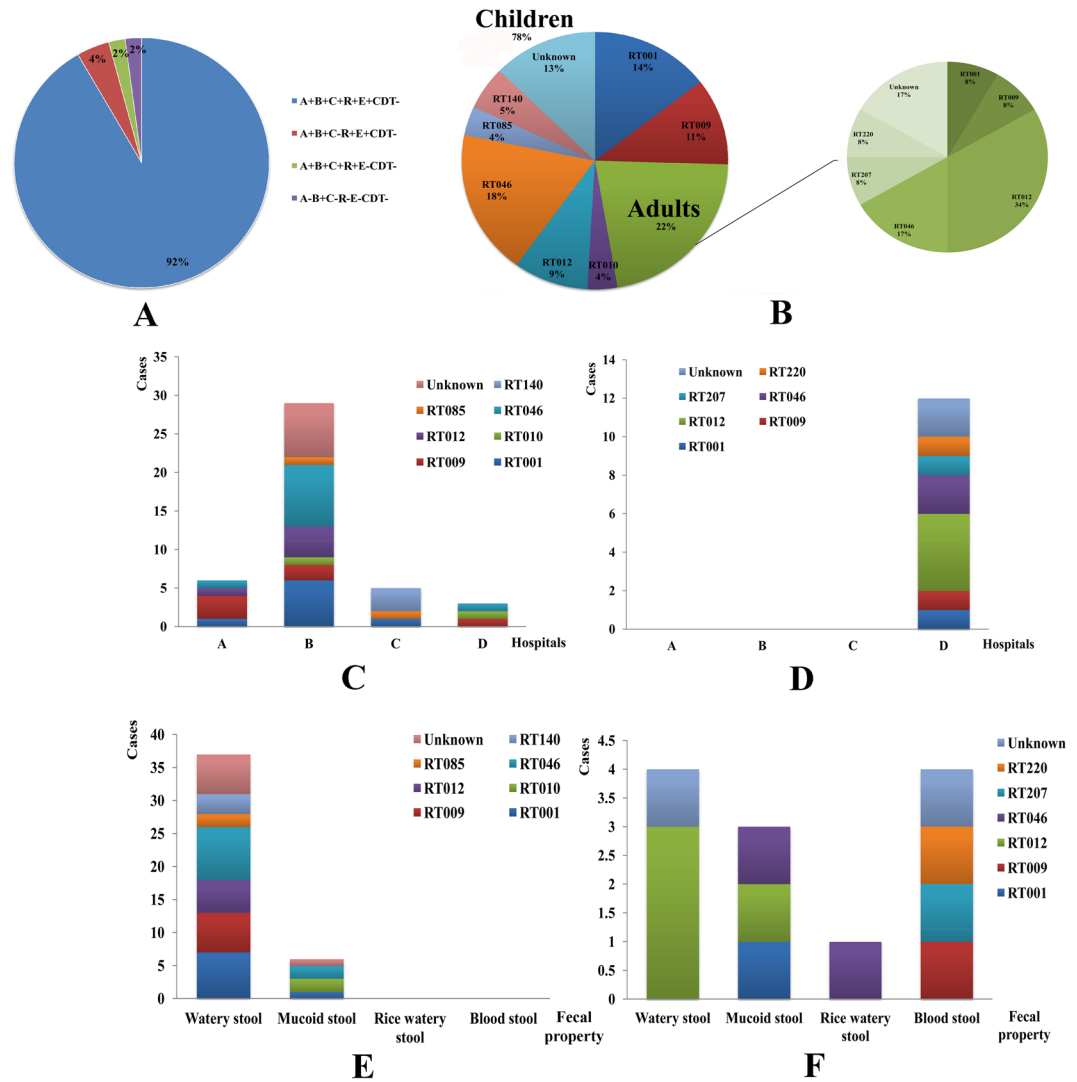 4%
2%
2%
92%
A+B+C+R+E+CDT-
A+B+C-R+E+CDT-
A+B+C+R+E-CDT-
A-B+C-R-E-CDT-
A
Children
78%
Unknown
13%
RT001
14%
RT140
5%
RT009
11%
RT085
4%
RT046
18%
Adults
22%
RT012
9%
RT010
4%
Unknown
17%
RT001
8%
RT009
8%
RT220
8%
RT207
8%
RT012
34%
RT046
17%
B
Cases
35
30
25
20
15
10
5
0
Unknown RT140
RT085 RT046
RT012 RT010
RT009 RT001
A B C D Hospitals
C
Cases
14
12
10
8
6
4
2
0
Unknown RT220
RT207 RT046
RT012 RT009
RT001
A B C D Hospitals
D
Cases
40
35
30
25
20
15
10
5
0
Unknown RT140
RT085 RT046
RT012 RT010
RT009 RT001
Watery stool Mucoid stool Rice watery Blood stool Fecal
stool property
E
Cases
4.5
4
3.5
3
2.5
2
1.5
1
0.5
0
Unknown
RT220
RT207
RT046
RT012
RT009
RT001
Watery stool Mucoid stool Rice watery Blood stool Fecal
stool property
F